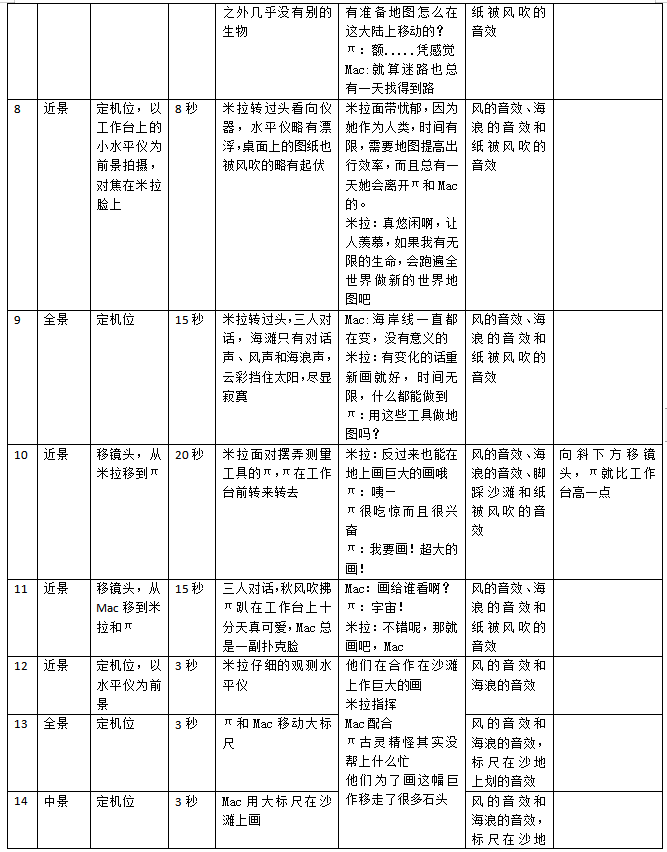 之外几乎没有别的
生物
有准备地图怎么在
这大陆上移动的？
π：额.....凭感觉
Mac:就算迷路也总
有一天找得到路
纸被风吹的
音效
8
近景
定机位，以
工作台上的
小水平仪为
前景拍摄，
对焦在米拉
脸上
8 秒
米拉转过头看向仪
器，水平仪略有漂
浮，桌面上的图纸也
被风吹的略有起伏
米拉面带忧郁，因为
她作为人类，时间有
限，需要地图提高出
行效率，而且总有一
天她会离开π和Mac
的。
米拉：真悠闲啊，让
人羡慕，如果我有无
限的生命，会跑遍全
世界做新的世界地
图吧
风的音效、海
浪的音效和
纸被风吹的
音效
9
全景
定机位
15 秒
米拉转过头，三人对
话，海滩只有对话
声、风声和海浪声，
云彩挡住太阳，尽显
寂寞
Mac:海岸线一直都
在变，没有意义的
米拉：有变化的话重
新画就好，时间无
限，什么都能做到
π：用这些工具做地
图吗？
风的音效、海
浪的音效和
纸被风吹的
音效
10
近景
移镜头，从
米拉移到π
20 秒
米拉面对摆弄测量
工具的π，π在工作
台前转来转去
米拉：反过来也能在
地上画巨大的画哦
π：咦－
π很吃惊而且很兴
奋
π：我要画！超大的
画！
风的音效、海
浪的音效、脚
踩沙滩和纸
被风吹的音
效
向斜下方移镜
头，π就比工作
台高一点
11
近景
移镜头，从
Mac 移到米
拉和π
15 秒
三人对话，秋风吹拂
π趴在工作台上十
分天真可爱，Mac 总
是一副扑克脸
Mac：画给谁看啊？
π：宇宙！
米拉：不错呢，那就
画吧，Mac
风的音效、海
浪的音效和
纸被风吹的
音效
12
近景
定机位，以
水平仪为前
景
3 秒
米拉仔细的观测水
平仪
他们在合作在沙滩
上作巨大的画
米拉指挥
Mac配合
π古灵精怪其实没
帮上什么忙
他们为了画这幅巨
作移走了很多石头
风的音效和
海浪的音效
13
全景
定机位
3 秒
π和 Mac 移动大标
尺
风的音效和
海浪的音效，
标尺在沙地
上划的音效
14
中景
定机位
3 秒
Mac 用大标尺在沙
滩上画
风的音效和
海浪的音效，
标尺在沙地